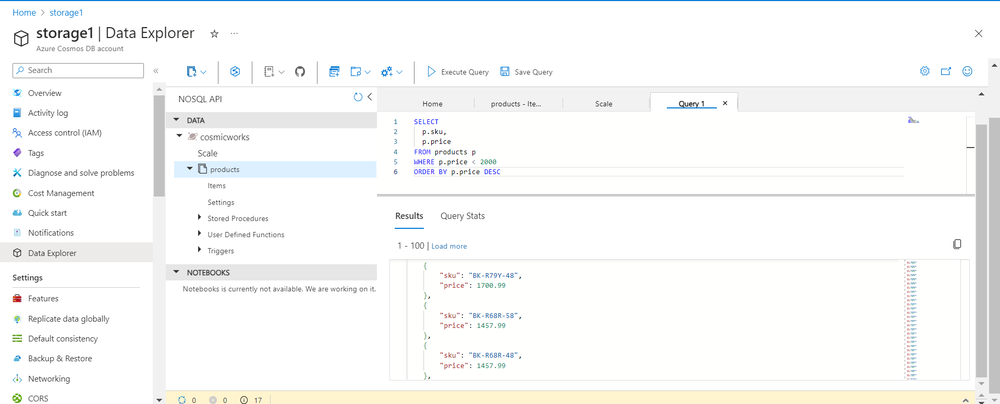 Home > storage1
storage1 | Data Explorer ...
Azure Cosmos DB account
Search
«
Overview
Activity log
Access control (IAM)
Tags
Diagnose and solve problems
Cost Management
Quick start
Notifications
Data Explorer
Settings
Features
Replicate data globally
Default consistency
Backup & Restore
Networking
CORS
Execute Query
Save Query
NOSQL API
DATA
cosmicworks
Scale
products
Items
Settings
Stored Procedures
User Defined Functions
Triggers
NOTEBOOKS
Notebooks is currently not available. We are working on it.
Home
products - Ite...
Scale
Query 1
1 SELECT
2 p.sku,
3 p.price
4 FROM products p
5 WHERE p.price < 2000
6 ORDER BY p.price DESC
Results
Query Stats
1 - 100 | Load more
{
"sku": "BK-R79Y-48",
"price": 1700.99
},
{
"sku": "BK-R68R-58",
"price": 1457.99
},
{
"sku": "BK-R68R-48",
"price": 1457.99
},
0 0 17